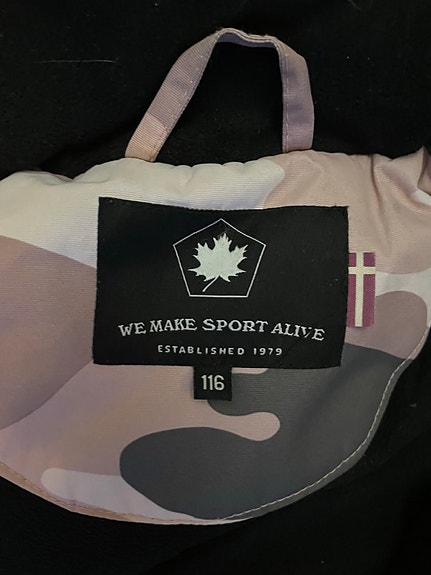 WE MAKE SPORT ALIVE
ESTABLISHED 1979
116